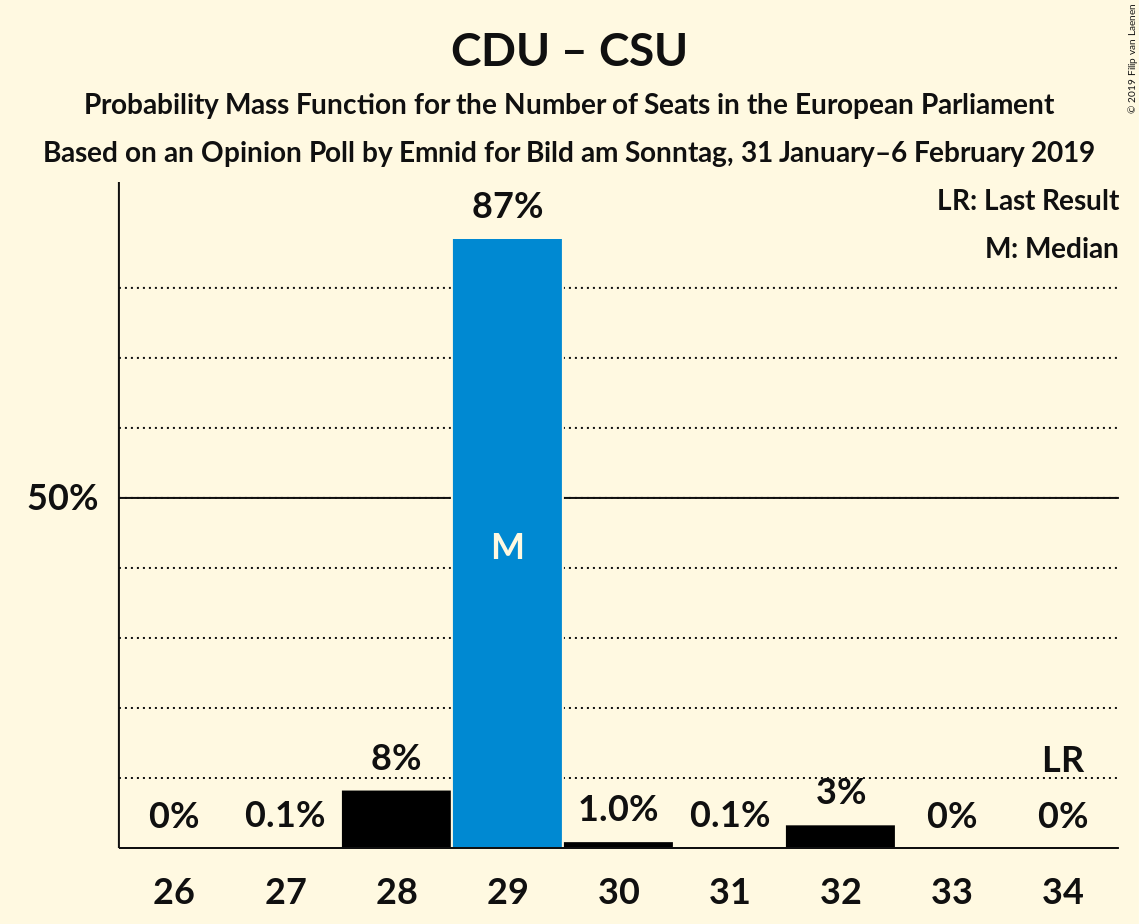 CDU – CSU
Probability Mass Function for the Number of Seats in the European Parliament
Based on an Opinion Poll by Emnid for Bild am Sonntag, 31 January–6 February 2019
© 2019 Filip van Laenen
LR: Last Result
M: Median
87%
50%
M
8%
LR
0%
0.1%
1.0%
0.1%
3%
0%
0%
26
27
28
29
30
31
32
33
34